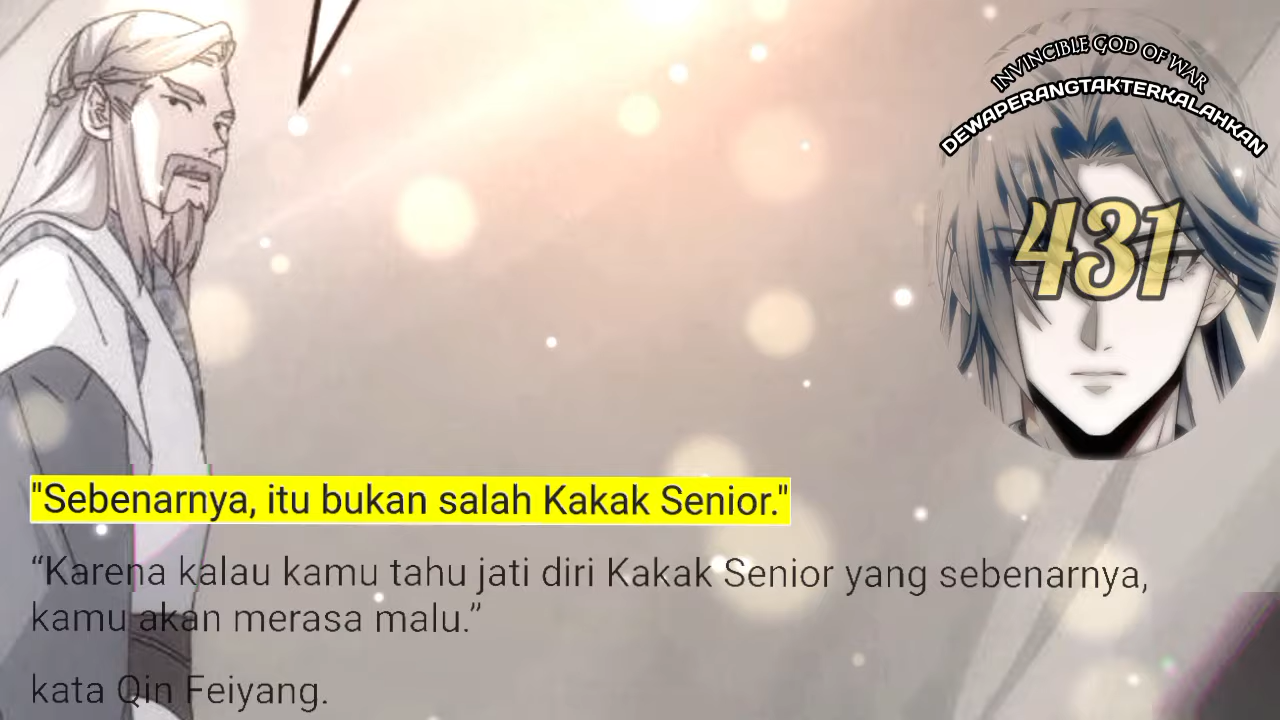 INVINCIBLE GOD OF WAR
DEWAPERANGTAKTERKALAHKAN
431
"Sebenarnya, itu bukan salah Kakak Senior."
“Karena kalau kamu tahu jati diri Kakak Senior yang sebenarnya,
kamu akan merasa malu.”
kata Qin Feiyang.